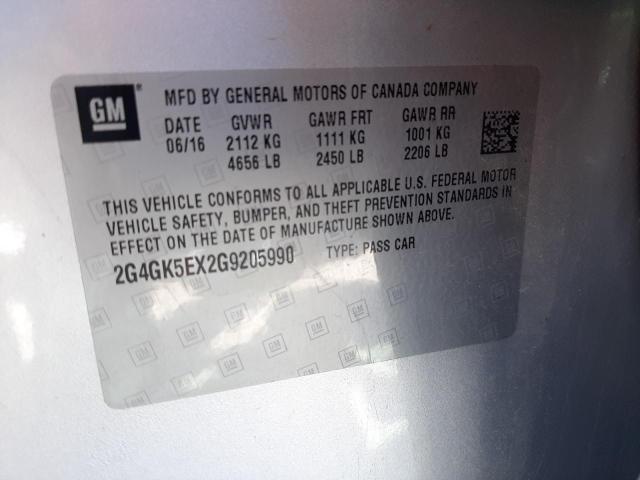 GM
MFD BY GENERAL MOTORS OF CANADA COMPANY
DATE GVWR GAWR FRT GAWR RR
06/16 2112 KG 1111 KG 1001 KG
4656 LB 2450 LB 2206 LB
THIS VEHICLE CONFORMS TO ALL APPLICABLE U.S. FEDERAL MOTOR
VEHICLE SAFETY, BUMPER, AND THEFT PREVENTION STANDARDS IN
EFFECT ON THE DATE OF MANUFACTURE SHOWN ABOVE.
2G4GK5EX2G9205990 TYPE: PASS CAR